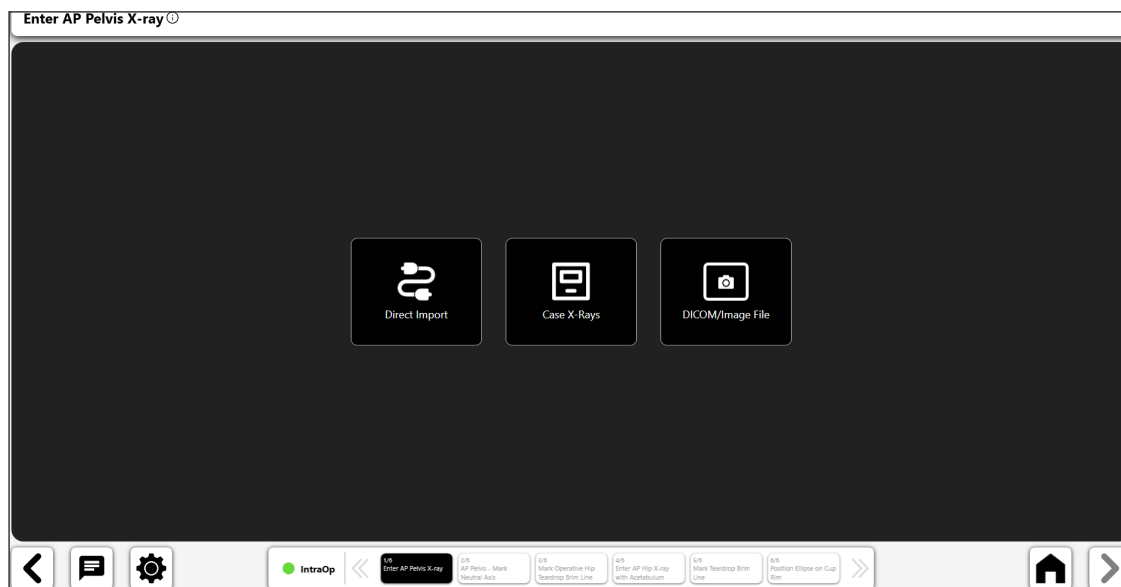 Enter AP Pelvis X-ray
Direct Import
Case X-Rays
DICOM/Image File
IntraOp
1/6
Enter AP Pelvis X-ray
2/6
AP Pelvis - Mark
Neutral Axis
3/6
Mark Operative Hip
Teardrop Brim Line
4/6
Enter AP Hip X-ray
with Acetabulum
5/6
Mark Teardrop Brim
Line
6/6
Position Ellipse on Cup
Rim